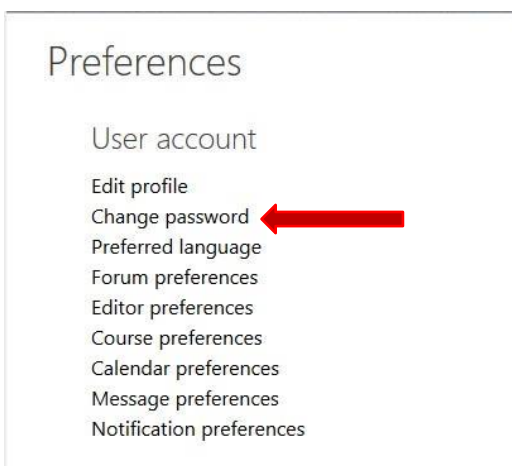 Preferences
User account
Edit profile
Change password
Preferred language
Forum preferences
Editor preferences
Course preferences
Calendar preferences
Message preferences
Notification preferences